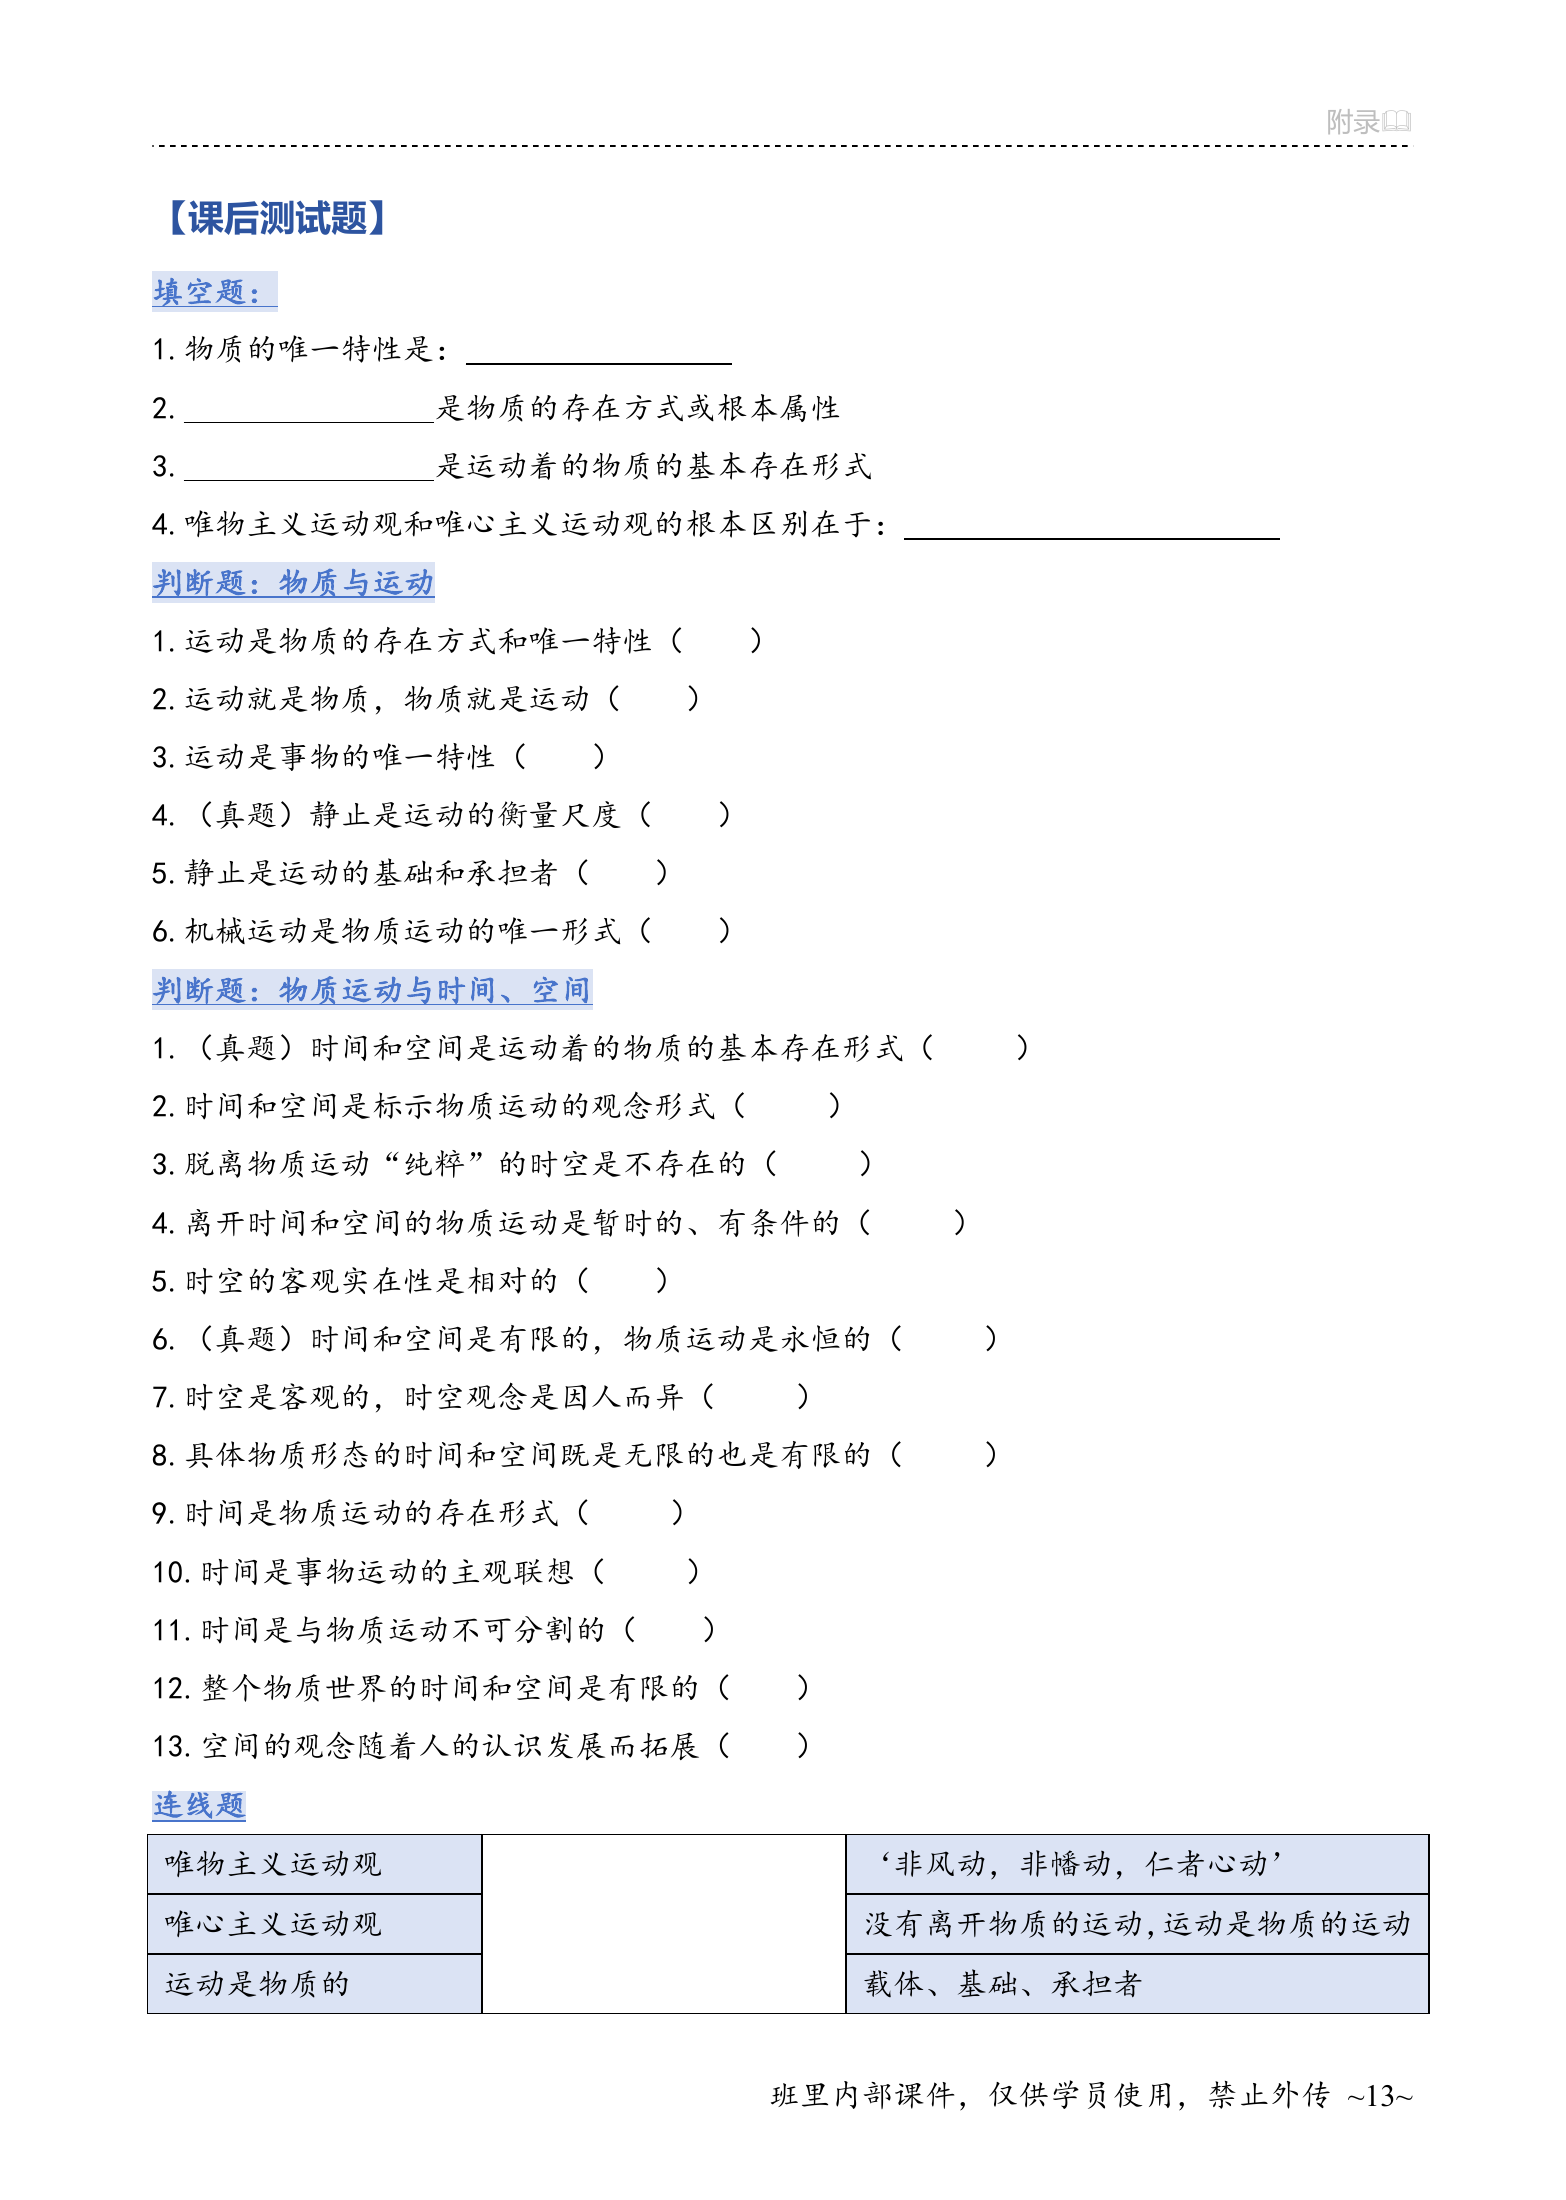 附录
【课后测试题】
填空题：
1.物质的唯一特性是：
2.是物质的存在方式或根本属性
3.是运动着的物质的基本存在形式
4.唯物主义运动观和唯心主义运动观的根本区别在于：
判断题：物质与运动
1.运动是物质的存在方式和唯一特性（ ）
2.运动就是物质，物质就是运动（ ）
3.运动是事物的唯一特性（ ）
4.（真题）静止是运动的衡量尺度（ ）
5.静止是运动的基础和承担者（ ）
6.机械运动是物质运动的唯一形式（ ）
判断题：物质运动与时间、空间
1.（真题）时间和空间是运动着的物质的基本存在形式（ ）
2.时间和空间是标示物质运动的观念形式（ ）
3.脱离物质运动“纯粹”的时空是不存在的（ ）
4.离开时间和空间的物质运动是暂时的、有条件的（ ）
5.时空的客观实在性是相对的（ ）
6.（真题）时间和空间是有限的，物质运动是永恒的（ ）
7.时空是客观的，时空观念是因人而异（ ）
8.具体物质形态的时间和空间既是无限的也是有限的（ ）
9.时间是物质运动的存在形式（ ）
10.时间是事物运动的主观联想（ ）
11.时间是与物质运动不可分割的（ ）
12.整个物质世界的时间和空间是有限的（ ）
13.空间的观念随着人的认识发展而拓展（ ）
连线题
唯物主义运动观 ‘非风动，非幡动，仁者心动’
唯心主义运动观 没有离开物质的运动,运动是物质的运动
运动是物质的 载体、基础、承担者
班里内部课件，仅供学员使用，禁止外传 ~13~